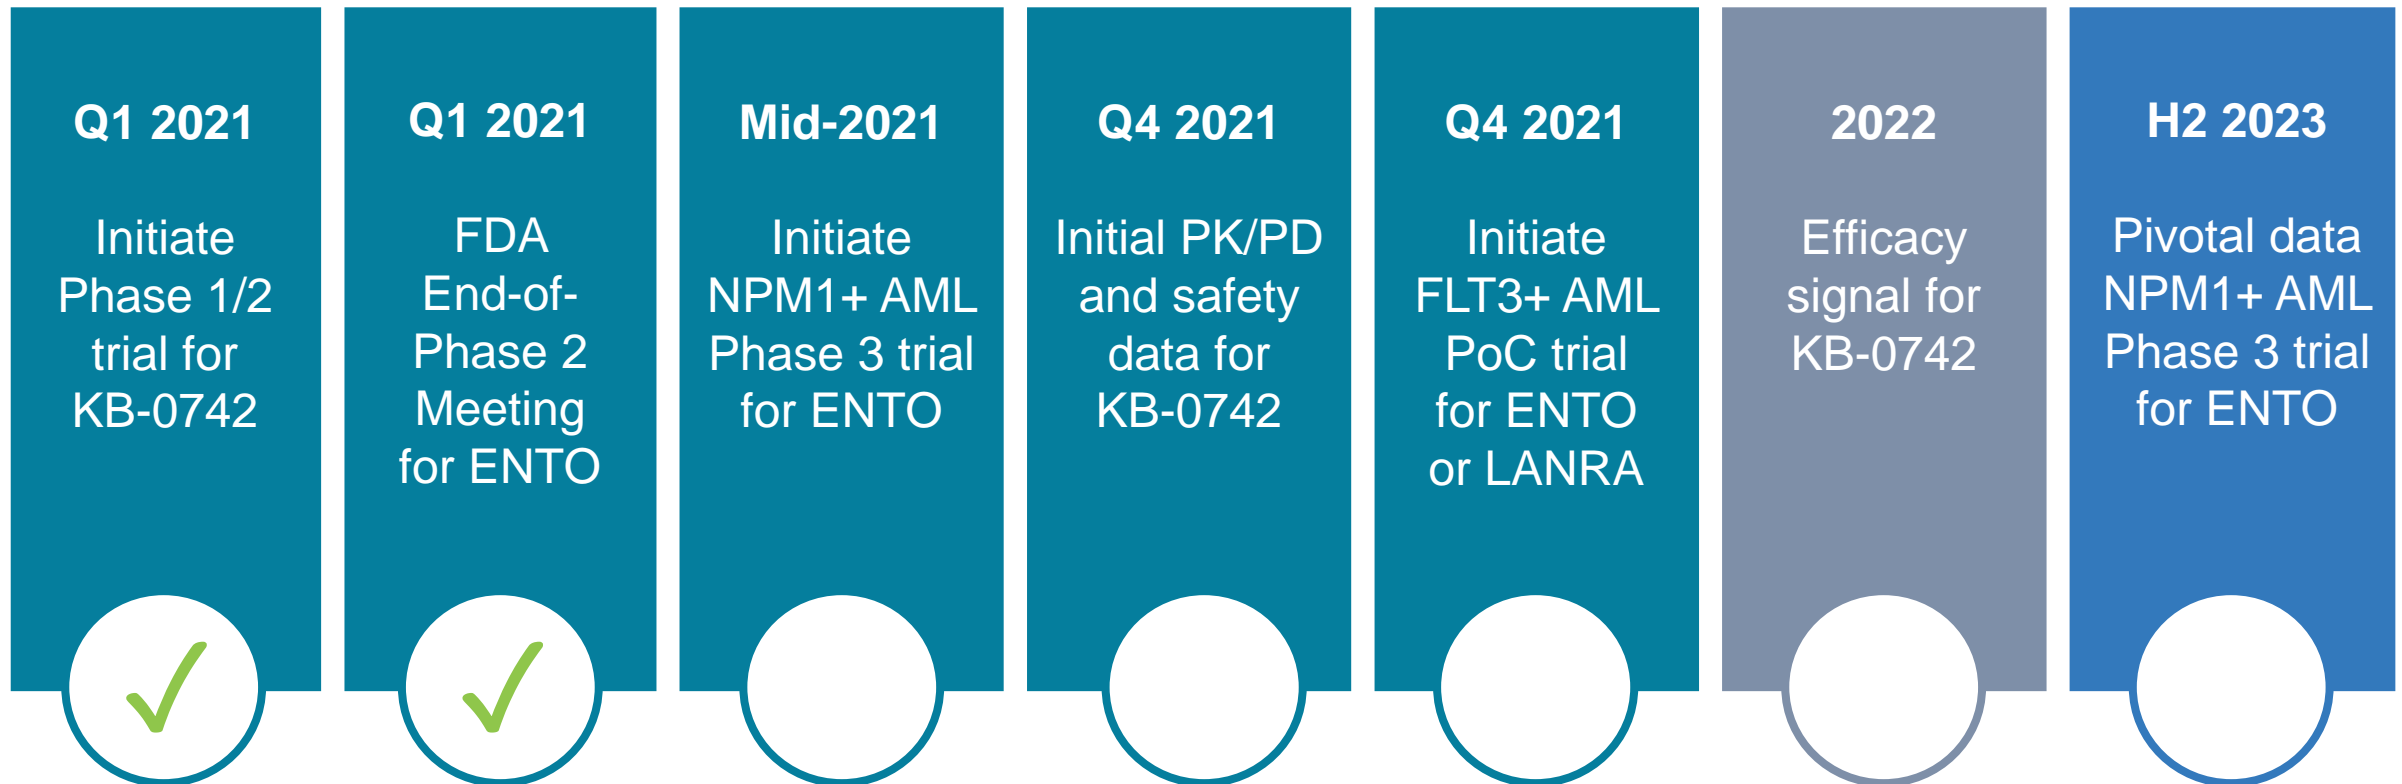 Q1 2021
Initiate
Phase 1/2
trial for
KB-0742
Q1 2021
FDA
End-of-
Phase 2
Meeting
for ENTO
Mid-2021
Initiate
NPM1+ AML
Phase 3 trial
for ENTO
Q4 2021
Initial PK/PD
and safety
data for
KB-0742
Q4 2021
Initiate
FLT3+ AML
PoC trial
for ENTO
or LANRA
2022
Efficacy
signal for
KB-0742
H2 2023
Pivotal data
NPM1+ AML
Phase 3 trial
for ENTO